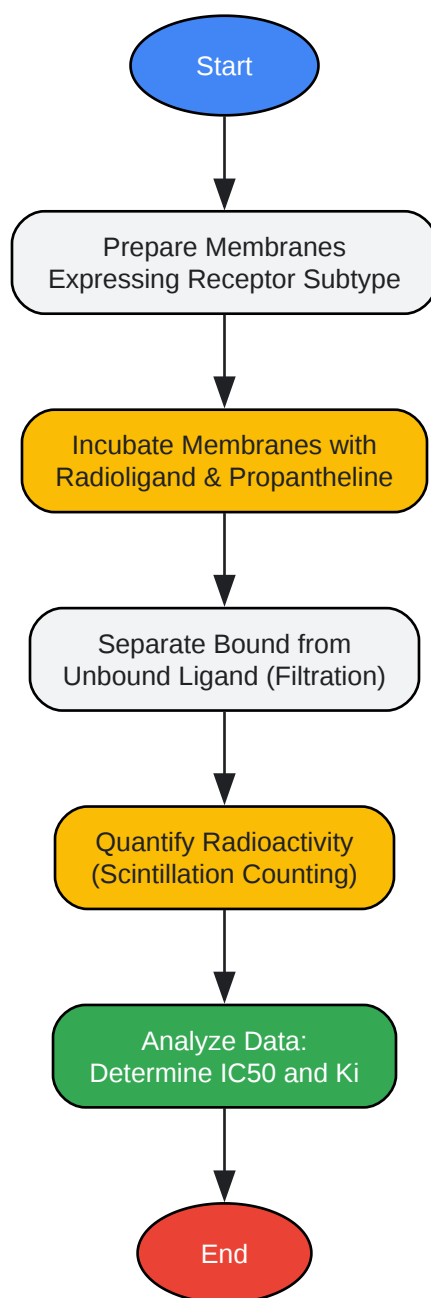 Start
Prepare Membranes
Expressing Receptor Subtype
Incubate Membranes with
Radioligand & Propantheline
Separate Bound from
Unbound Ligand (Filtration)
Quantify Radioactivity
(Scintillation Counting)
Analyze Data:
Determine IC50 and Ki
End